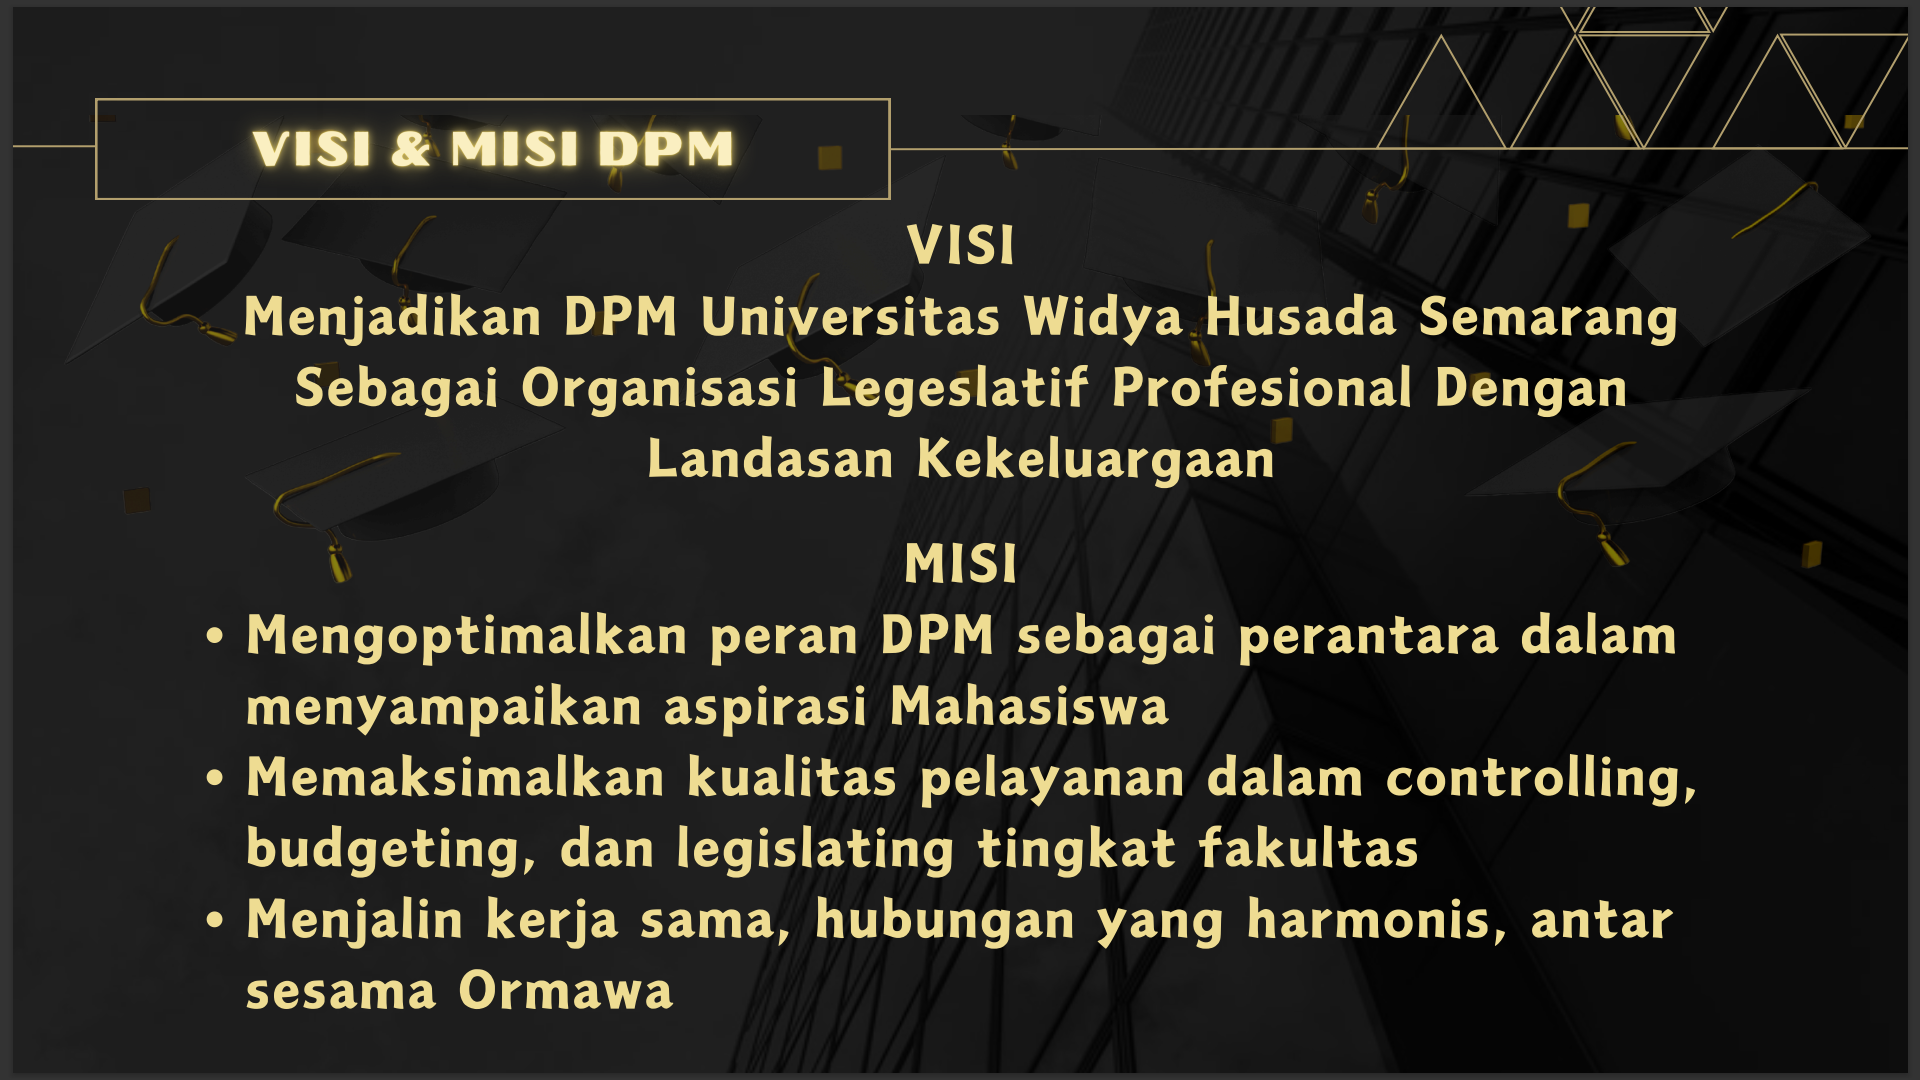 VISI & MISI DPM
VISI
Menjadikan DPM Universitas Widya Husada Semarang
Sebagai Organisasi Legeslatif Profesional Dengan
Landasan Kekeluargaan
MISI
• Mengoptimalkan peran DPM sebagai perantara dalam
menyampaikan aspirasi Mahasiswa
• Memaksimalkan kualitas pelayanan dalam controlling,
budgeting, dan legislating tingkat fakultas
• Menjalin kerja sama, hubungan yang harmonis, antar
sesama Ormawa